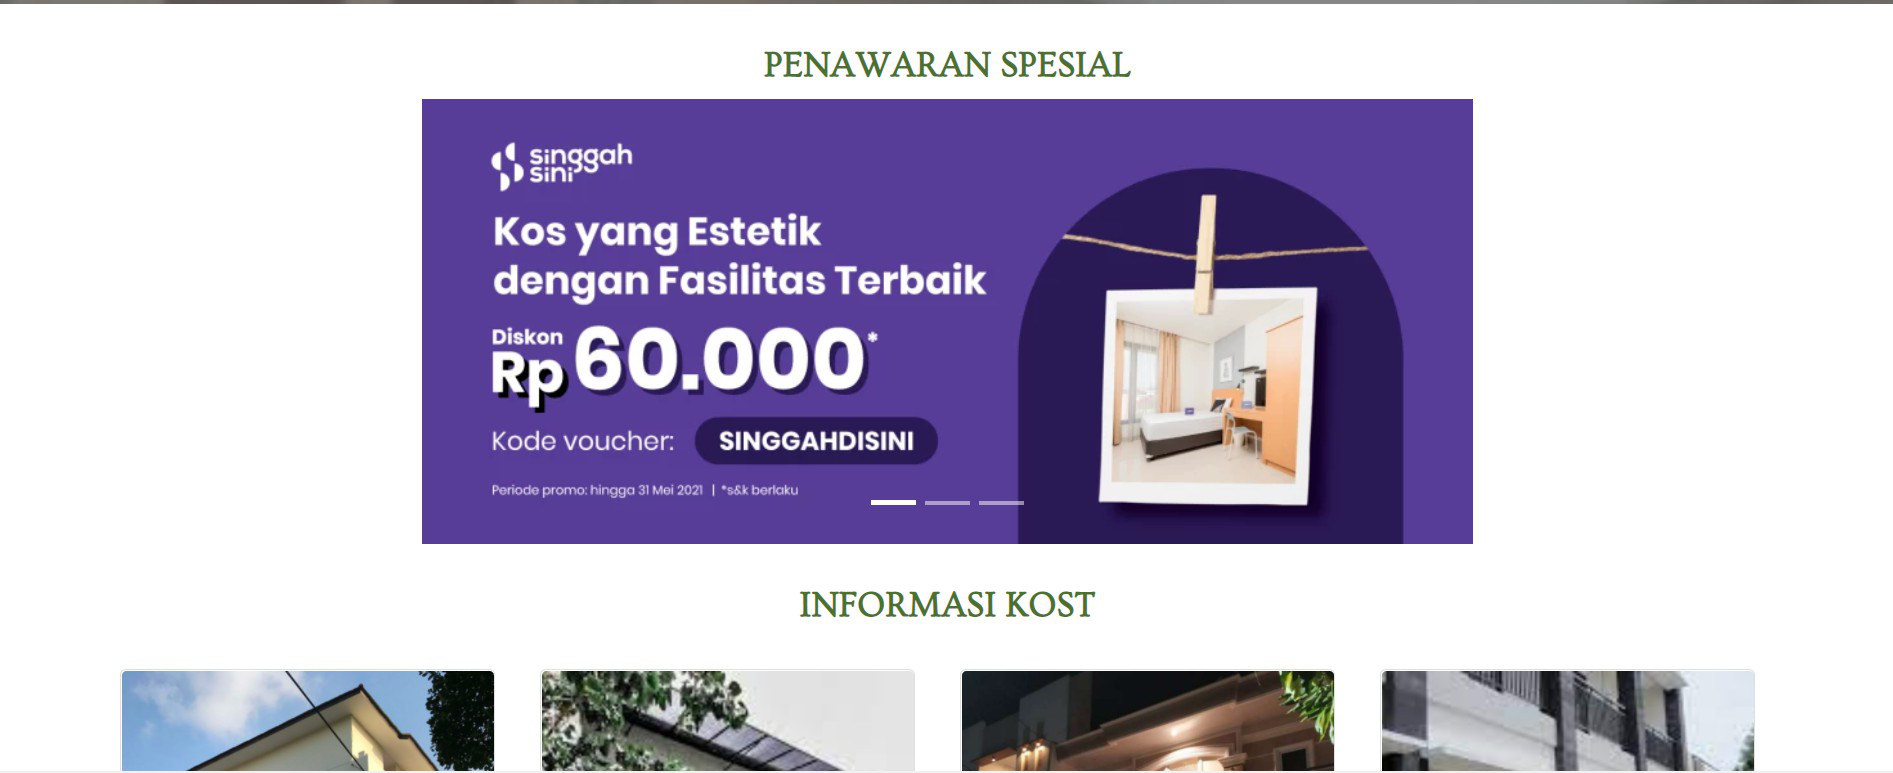 PENAWARAN SPESIAL
singgah
sini
Kos yang Estetik
dengan Fasilitas Terbaik
Diskon
Rp 60.000*
Kode voucher: SINGGAHDISINI
Periode promo: hingga 31 Mei 2021 | *s&k berlaku
INFORMASI KOST